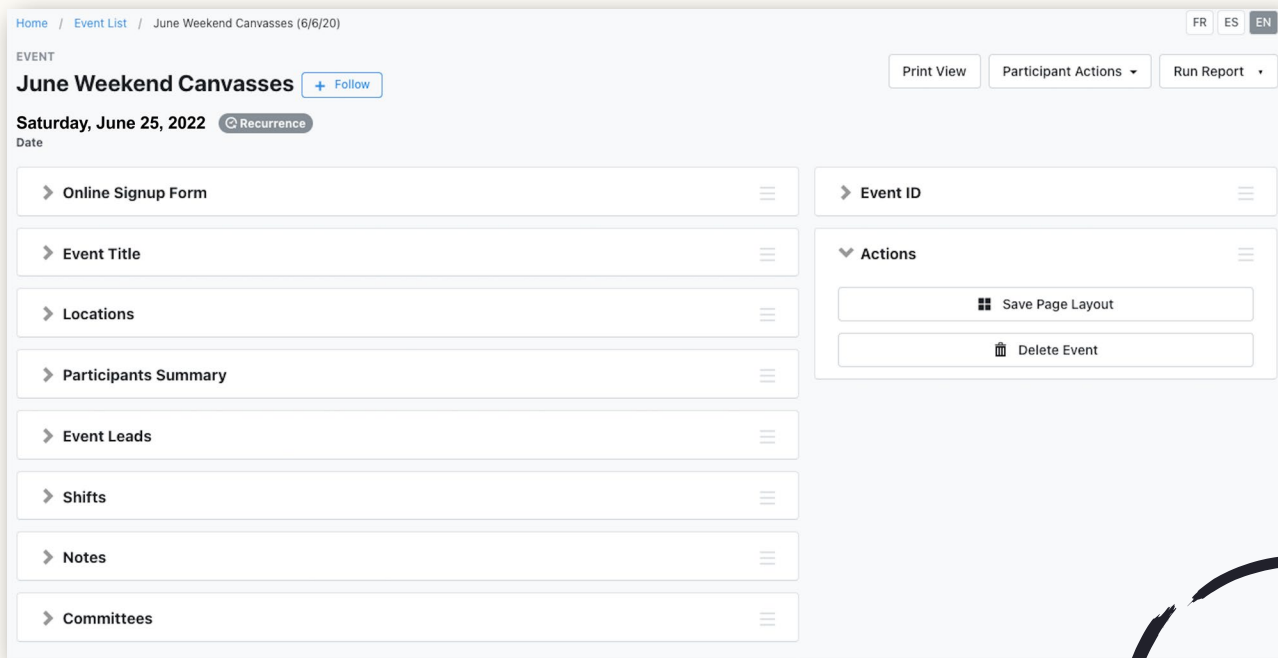 Home / Event List / June Weekend Canvasses (6/6/20)
FR ES EN
EVENT
June Weekend Canvasses + Follow
Print View Participant Actions Run Report
Saturday, June 25, 2022 Recurrence
Date
Online Signup Form
Event Title
Locations
Participants Summary
Event Leads
Shifts
Notes
Committees
Event ID
Actions
Save Page Layout
Delete Event